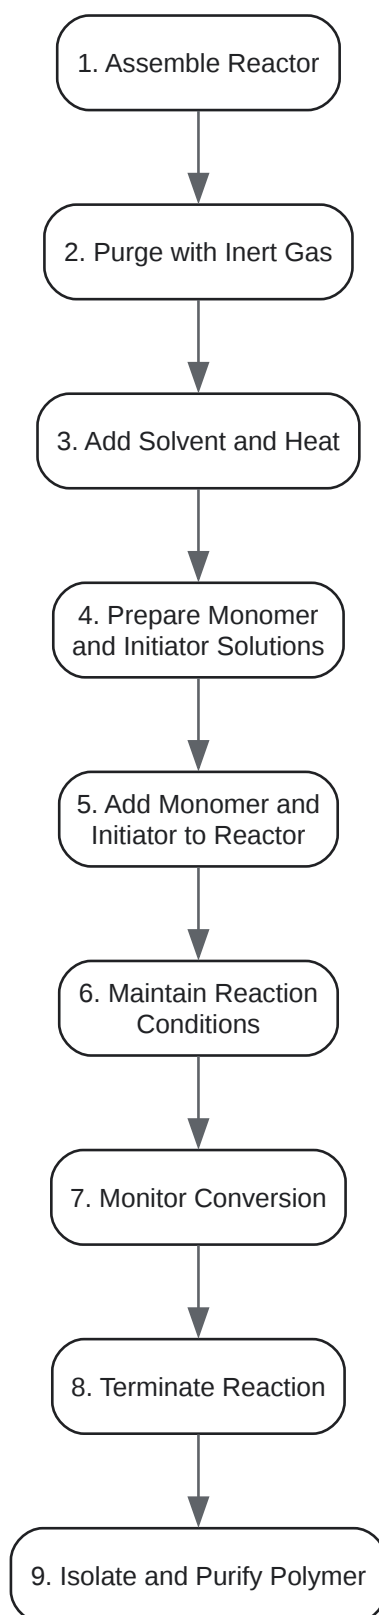 1. Assemble Reactor
2. Purge with Inert Gas
3. Add Solvent and Heat
4. Prepare Monomer
and Initiator Solutions
5. Add Monomer and
Initiator to Reactor
6. Maintain Reaction
Conditions
7. Monitor Conversion
8. Terminate Reaction
9. Isolate and Purify Polymer